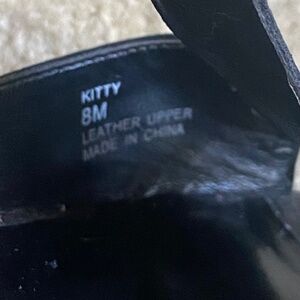 KITTY
8M
LEATHER UPPER
MADE IN CHINA